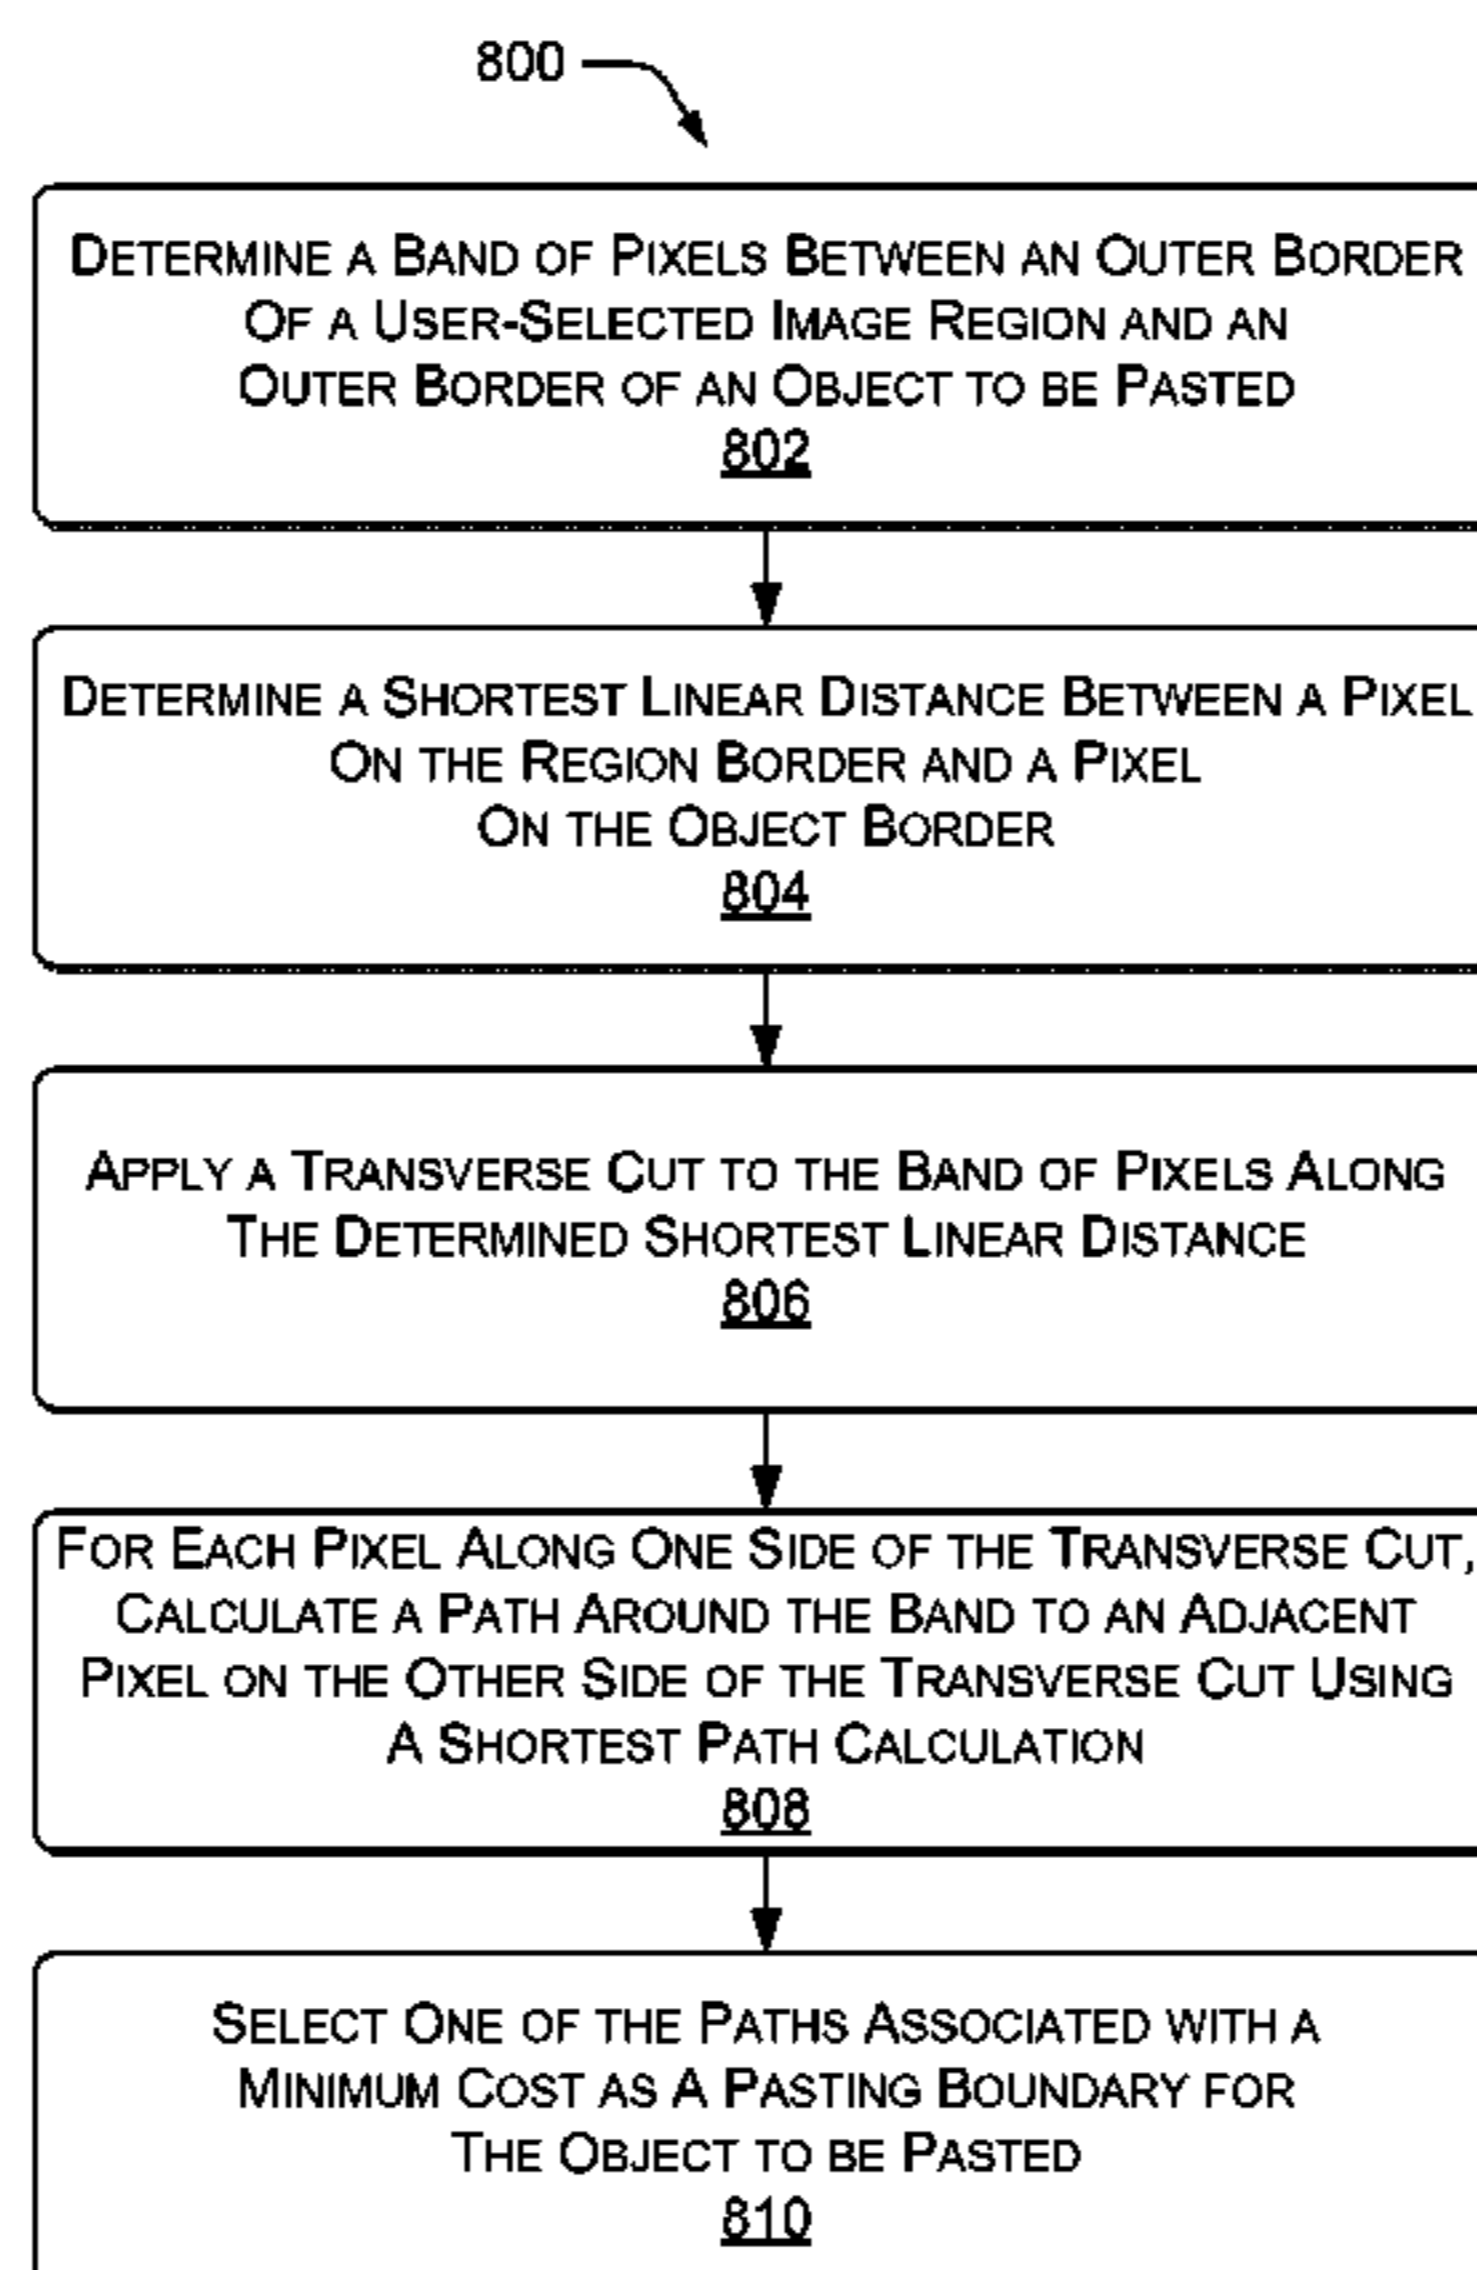 800
DETERMINE A BAND OF PIXELS BETWEEN AN OUTER BORDER
OF A USER-SELECTED IMAGE REGION AND AN
OUTER BORDER OF AN OBJECT TO BE PASTED
802
DETERMINE A SHORTEST LINEAR DISTANCE BETWEEN A PIXEL
ON THE REGION BORDER AND A PIXEL
ON THE OBJECT BORDER
804
APPLY A TRANSVERSE CUT TO THE BAND OF PIXELS ALONG
THE DETERMINED SHORTEST LINEAR DISTANCE
806
FOR EACH PIXEL ALONG ONE SIDE OF THE TRANSVERSE CUT,
CALCULATE A PATH AROUND THE BAND TO AN ADJACENT
PIXEL ON THE OTHER SIDE OF THE TRANSVERSE CUT USING
A SHORTEST PATH CALCULATION
808
SELECT ONE OF THE PATHS ASSOCIATED WITH A
MINIMUM COST AS A PASTING BOUNDARY FOR
THE OBJECT TO BE PASTED
810